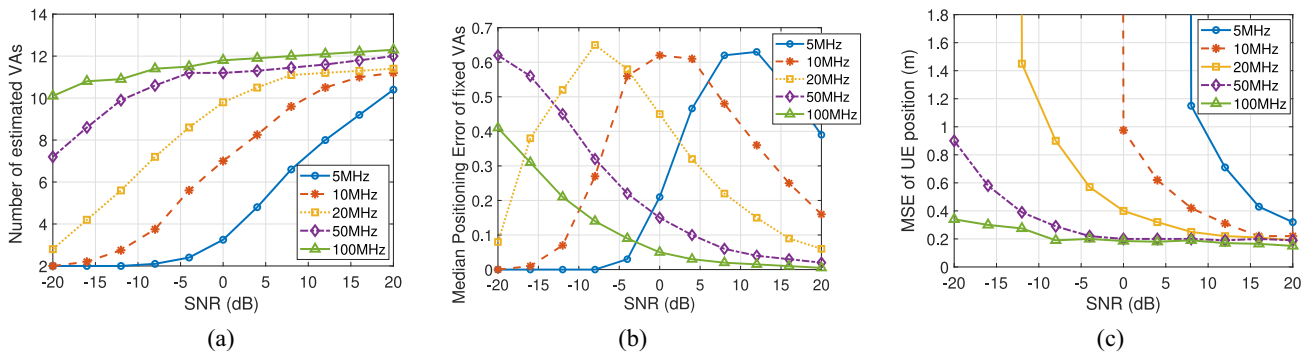 14
12
10
8
6
4
2
-20 -15 -10 -5 0 5 10 15 20
SNR (dB)
Number of estimated VAs
5MHz
10MHz
20MHz
50MHz
100MHz
(a)
0.7
0.6
0.5
0.4
0.3
0.2
0.1
0
-20 -15 -10 -5 0 5 10 15 20
SNR (dB)
Median Positioning Error of fixed VAs
5MHz
10MHz
20MHz
50MHz
100MHz
(b)
1.8
1.6
1.4
1.2
1
0.8
0.6
0.4
0.2
0
-20 -15 -10 -5 0 5 10 15 20
SNR (dB)
MSE of UE position (m)
5MHz
10MHz
20MHz
50MHz
100MHz
(c)